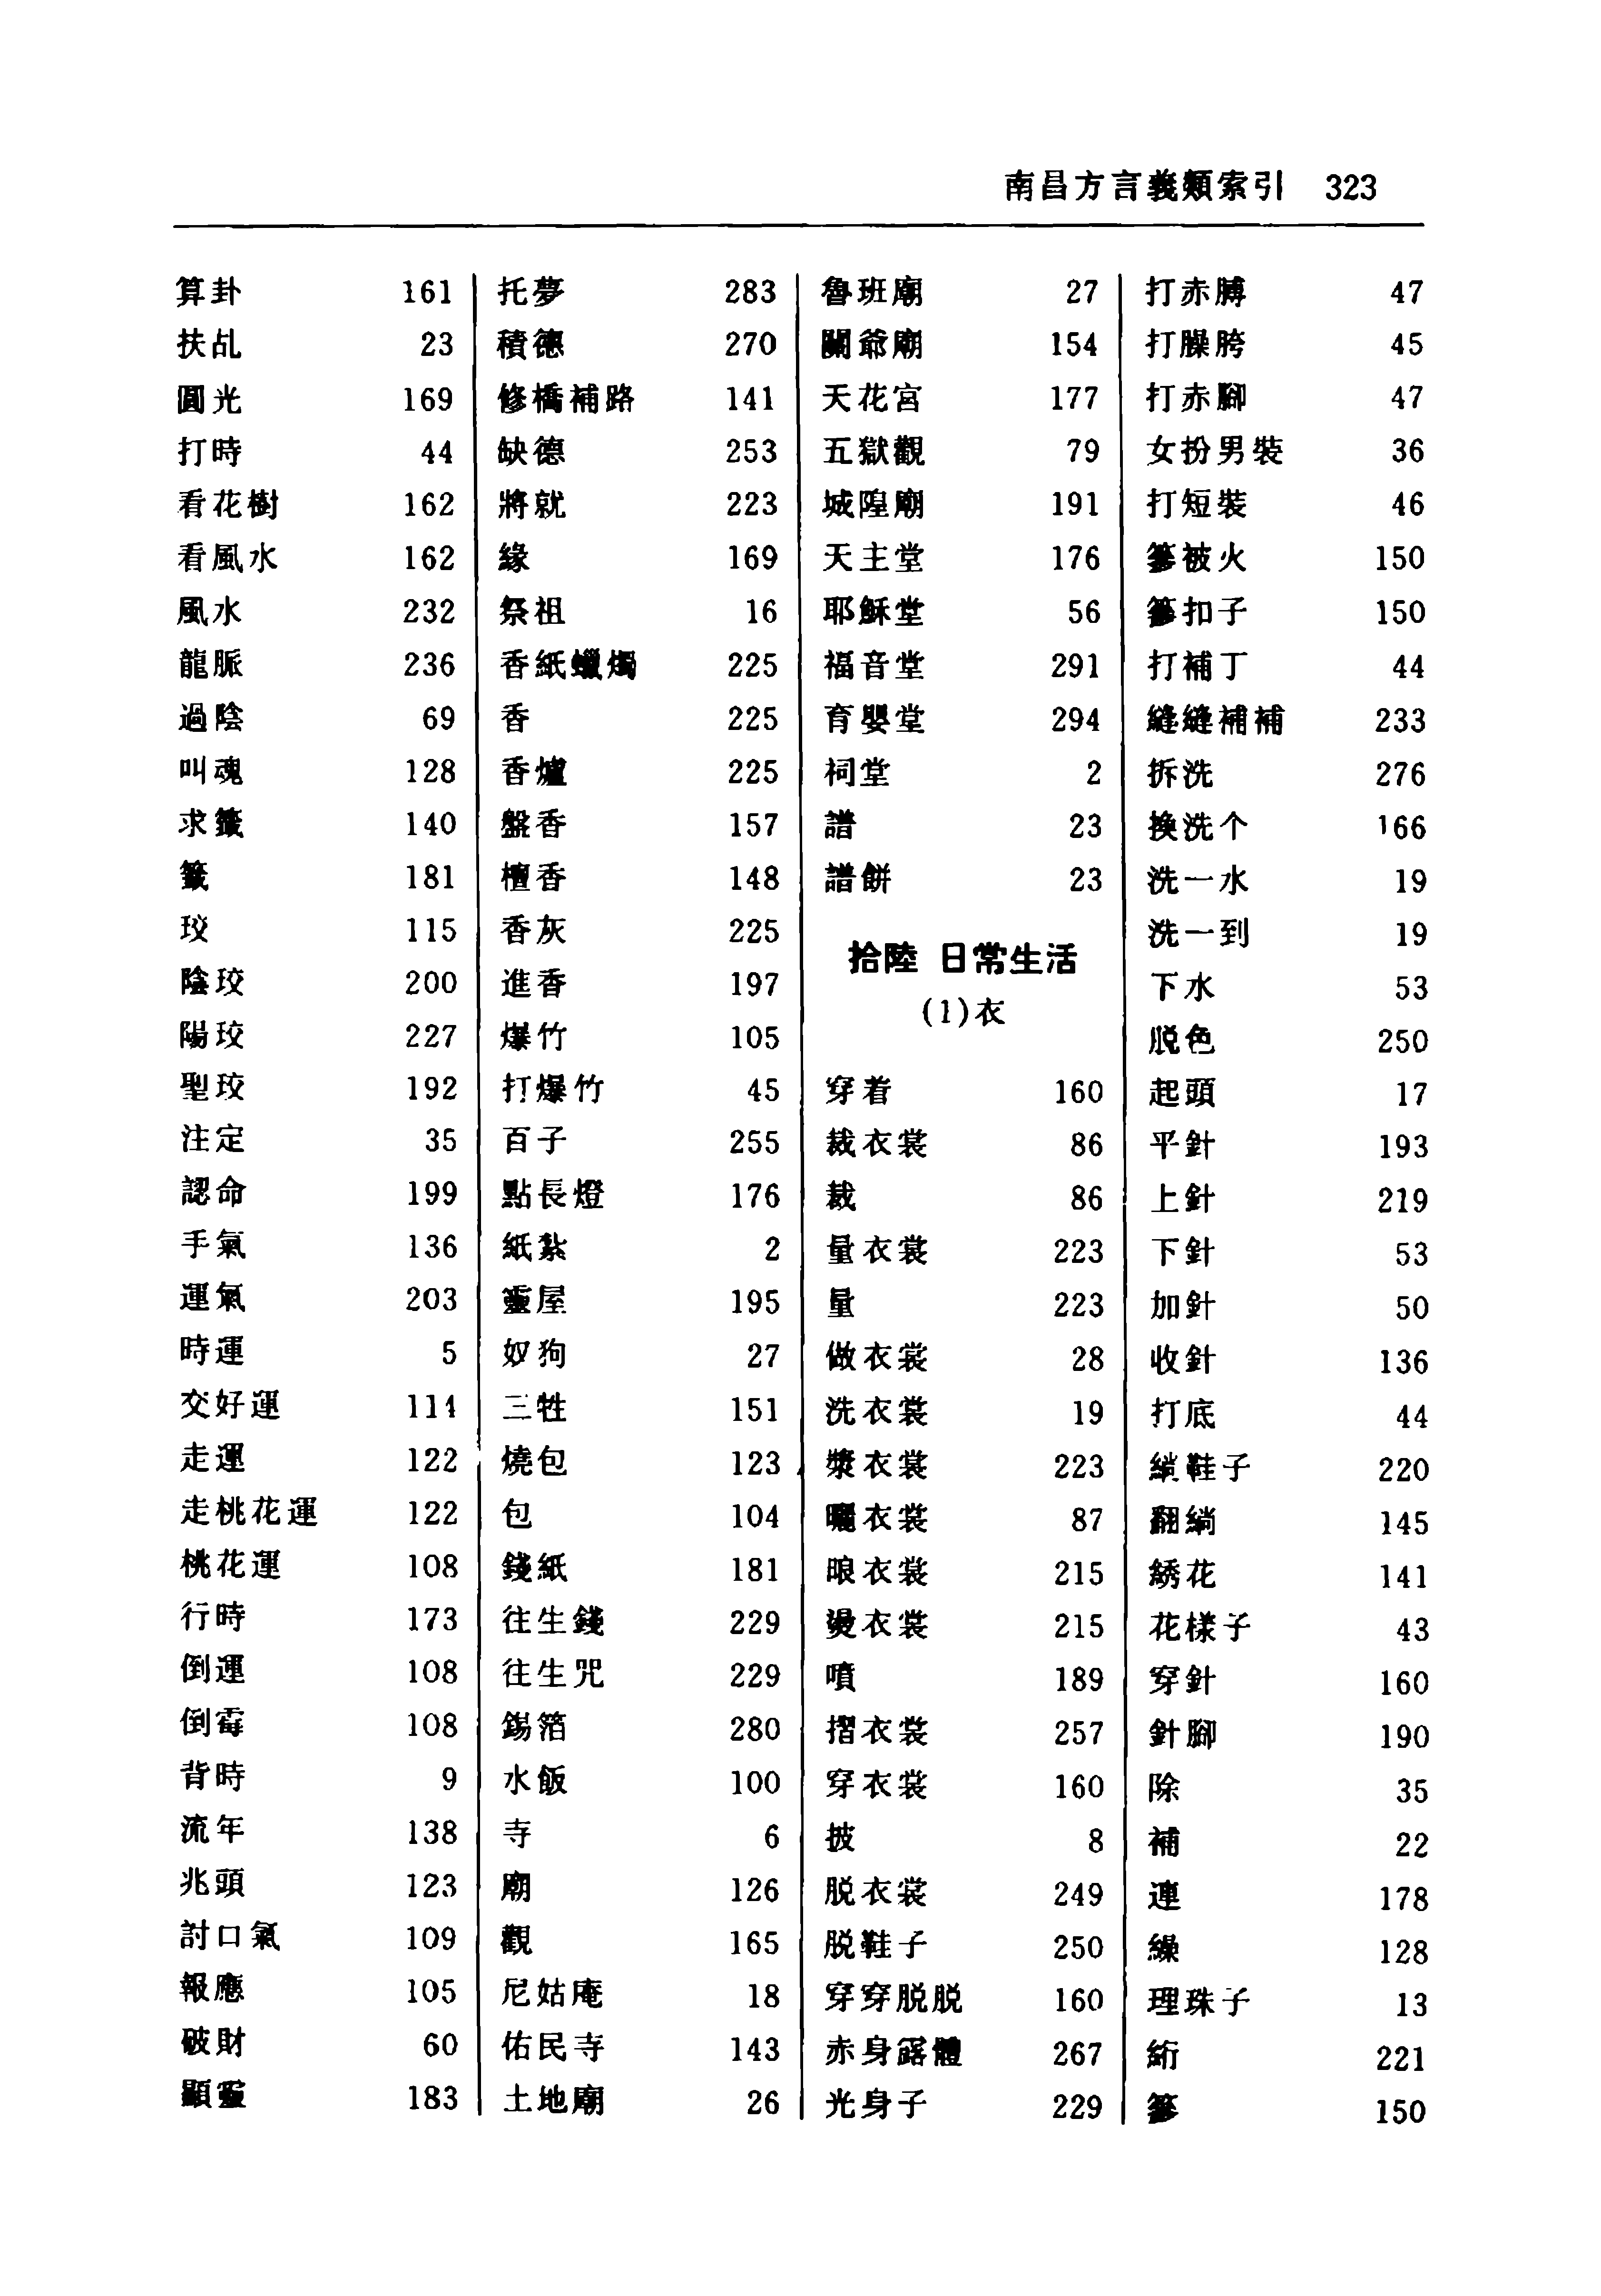 南昌方言義類索引 323
算卦 161
扶乩 23
圓光 169
打時 44
看花樹 162
看風水 162
風水 232
龍脈 236
過陰 69
叫魂 128
求籤 140
籤 181
珓 115
陰珓 200
陽珓 227
聖珓 192
注定 35
認命 199
手氣 136
運氣 203
時運 5
交好運 114
走運 122
走桃花運 122
桃花運 108
行時 173
倒運 108
倒霉 108
背時 9
流年 138
兆頭 123
討口氣 109
報應 105
破財 60
顯靈 183
托夢 283
積德 270
修橋補路 141
缺德 253
將就 223
緣 169
祭祖 16
香紙蠟燭 225
香 225
香爐 225
盤香 157
檀香 148
香灰 225
進香 197
爆竹 105
打爆竹 45
百子 255
點長燈 176
紙紮 2
靈屋 195
奴狗 27
三牲 151
燒包 123
包 104
錢紙 181
往生錢 229
往生咒 229
錫箔 280
水飯 100
寺 6
廟 126
觀 165
尼姑庵 18
佑民寺 143
土地廟 26
魯班廟 27
關爺廟 154
天花宮 177
五獄觀 79
城隍廟 191
天主堂 176
耶穌堂 56
福音堂 291
育嬰堂 294
祠堂 2
譜 23
譜餅 23
拾陸 日常生活
(1)衣
穿着 160
裁衣裳 86
裁 86
量衣裳 223
量 223
做衣裳 28
洗衣裳 19
漿衣裳 223
曬衣裳 87
晾衣裳 215
燙衣裳 215
噴 189
摺衣裳 257
穿衣裳 160
披 8
脱衣裳 249
脱鞋子 250
穿穿脱脱 160
赤身露體 267
光身子 229
打赤膊 47
打臊胯 45
打赤腳 47
女扮男裝 36
打短裝 46
篸被火 150
篸扣子 150
打補丁 44
縫縫補補 233
拆洗 276
换洗个 166
洗一水 19
洗一到 19
下水 53
脱色 250
起頭 17
平針 193
上針 219
下針 53
加針 50
收針 136
打底 44
緔鞋子 220
翻緔 145
綉花 141
花樣子 43
穿針 160
針腳 190
除 35
補 22
連 178
繰 128
理珠子 13
絎 221
篸 150